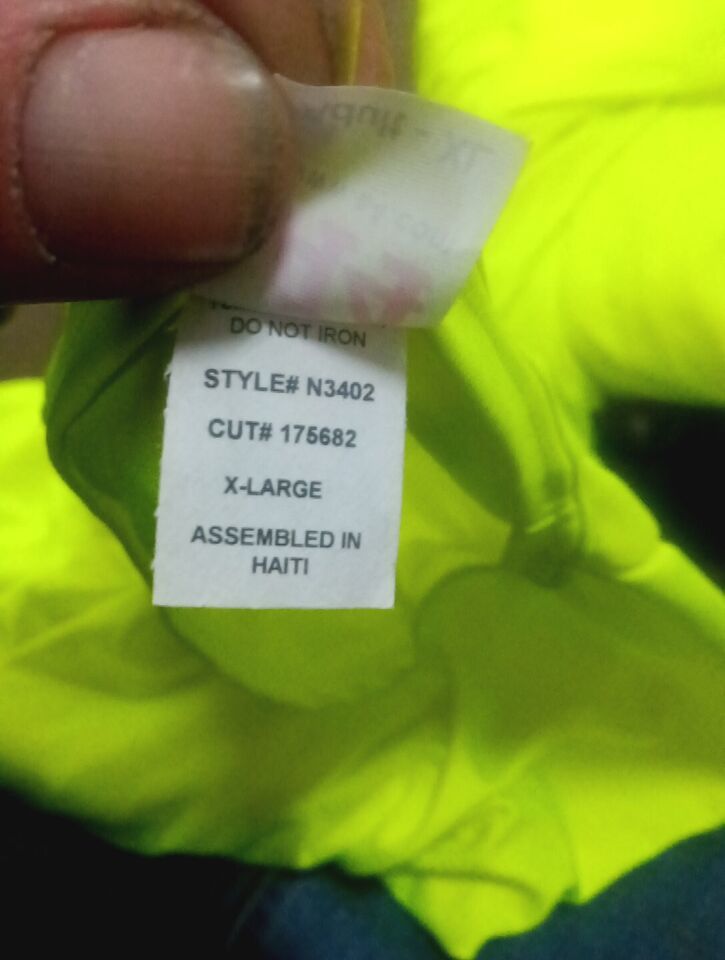 DO NOT IRON
STYLE# N3402
CUT# 175682
X-LARGE
ASSEMBLED IN
HAITI